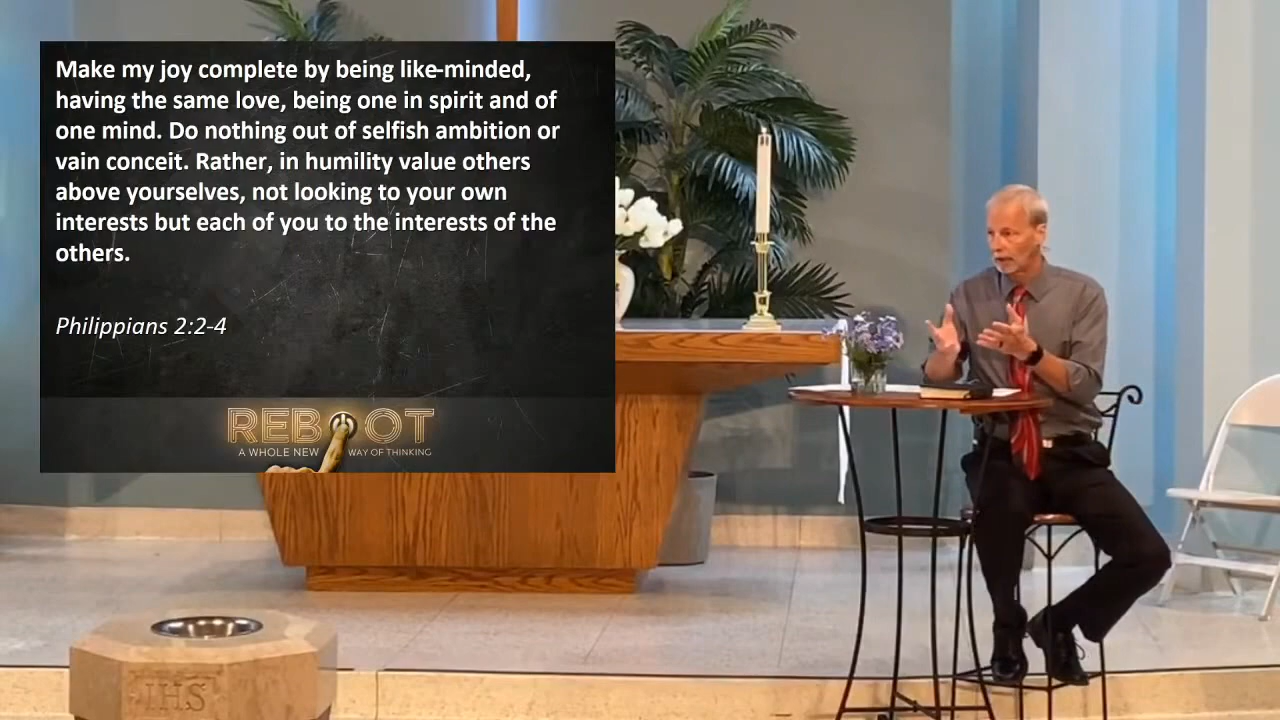 Make my joy complete by being like-minded,
having the same love, being one in spirit and of
one mind. Do nothing out of selfish ambition or
vain conceit. Rather, in humility value others
above yourselves, not looking to your own
interests but each of you to the interests of the
others.
Philippians 2:2-4
REBOOT
A WHOLE NEW WAY OF THINKING
IHS